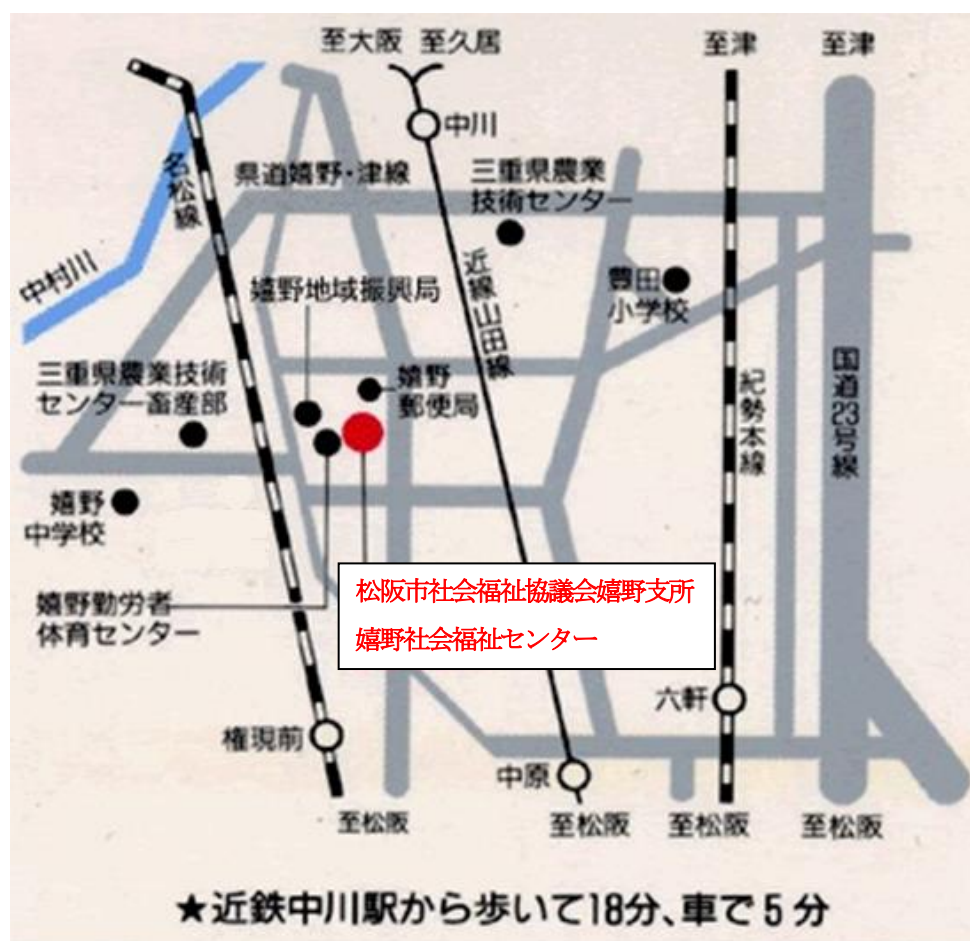 至大阪 至久居
至津
至津
中川
名松線
県道嬉野・津線
三重県農業
技術センター
中村川
嬉野地域振興局
近線山田線
豊田
小学校
三重県農業技術
センター畜産部
嬉野
郵便局
紀勢本線
国道23号線
嬉野
中学校
松阪市社会福祉協議会嬉野支所
嬉野社会福祉センター
嬉野勤労者
体育センター
六軒
権現前
中原
至松阪
至松阪
至松阪
至松阪
★近鉄中川駅から歩いて18分、車で5分